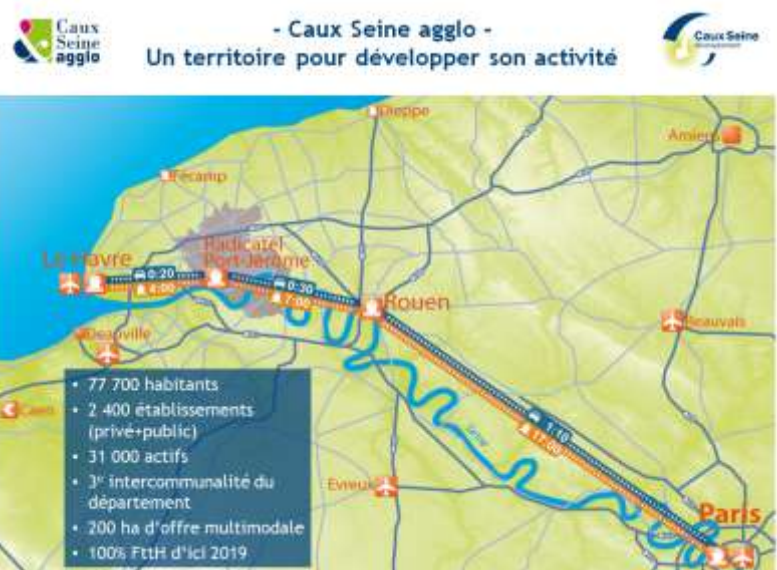 Caux
Seine
agglo
- Caux Seine agglo -
Un territoire pour développer son activité
Caux Seine
développement
Dieppe
Amiens
Fécamp
Le Havre
Radicatel
Port-Jérôme
0:20
4:00
0:30
7:00
Rouen
Deauville
Beauvais
Caen
1:10
17:00
Seine
Evreux
Paris
• 77 700 habitants
• 2 400 établissements
(privé+public)
• 31 000 actifs
• 3e intercommunalité du
département
• 200 ha d'offre multimodale
• 100% FttH d'ici 2019